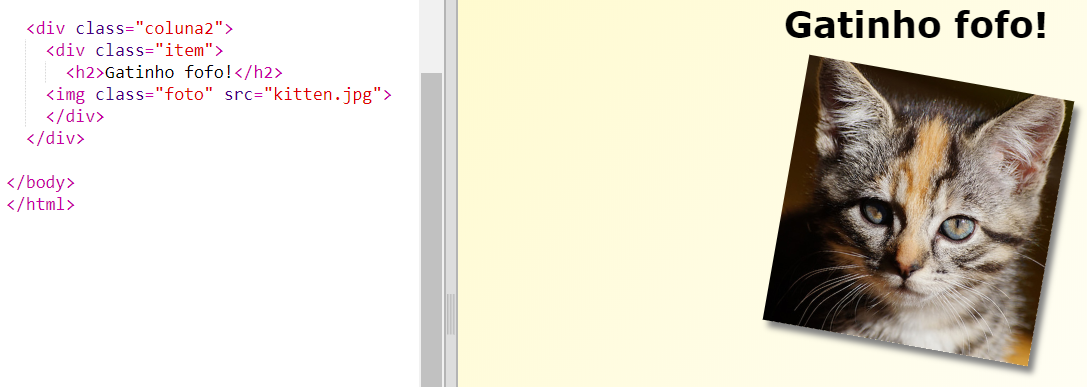 <div class="coluna2">
<div class="item">
<h2>Gatinho fofo!</h2>
<img class="foto" src="kitten.jpg">
</div>
</div>
</body>
</html>
Gatinho fofo!